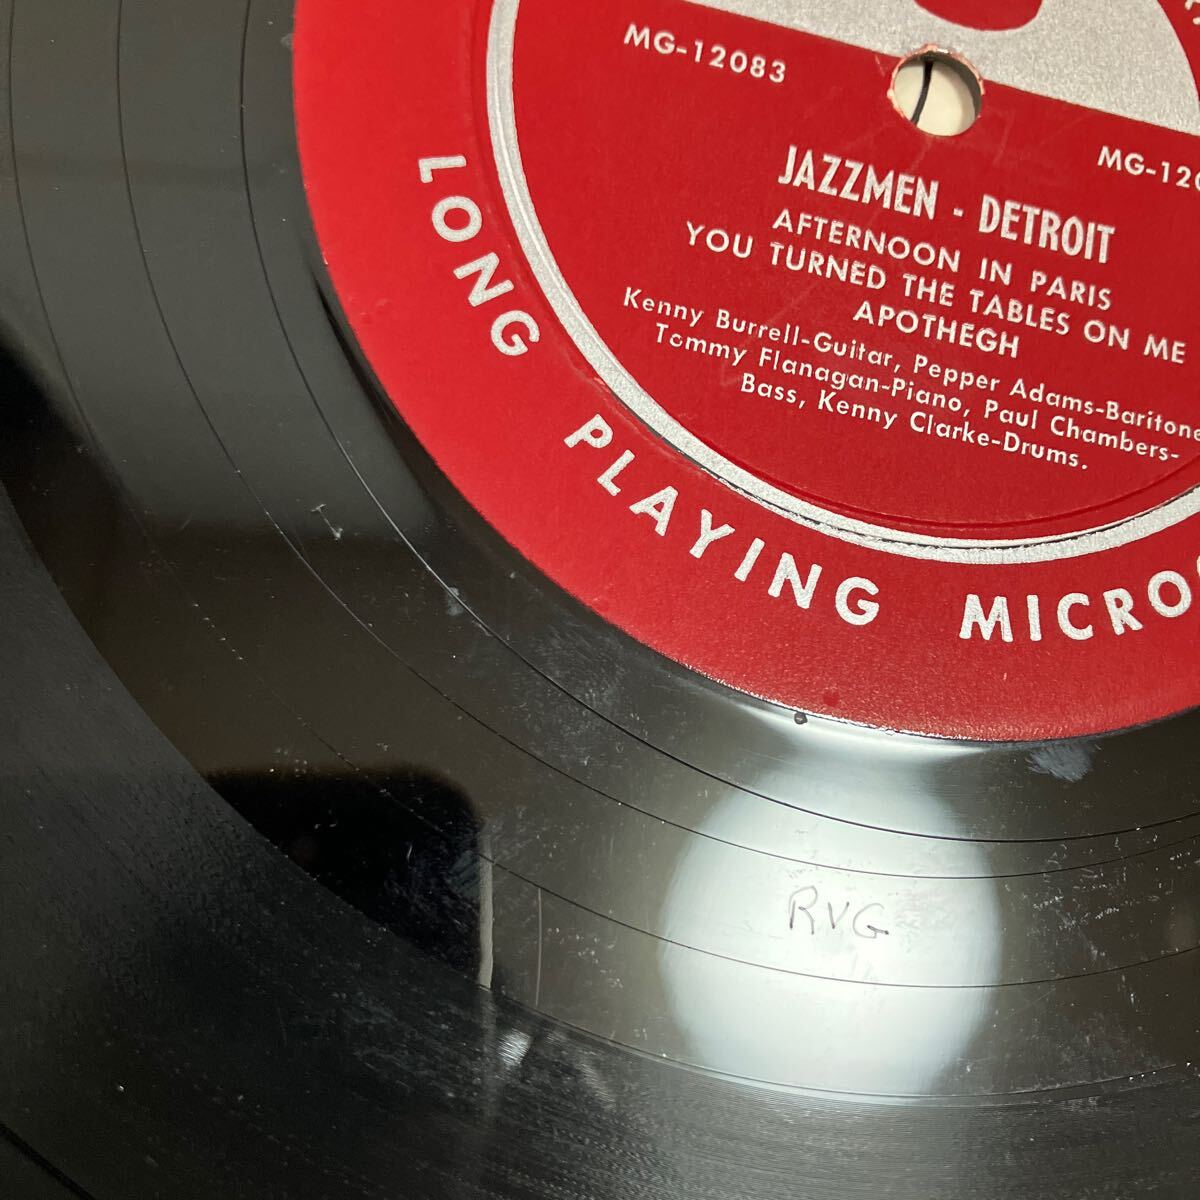 MG-12083
MG-120
JAZZMEN - DETROIT
AFTERNOON IN PARIS
YOU TURNED THE TABLES ON ME
APOTHEGH
Kenny Burrell-Guitar, Pepper Adams-Baritone
Tommy Flanagan-Piano, Paul Chambers-
Bass, Kenny Clarke-Drums.
LONG PLAYING MICRO
RVG